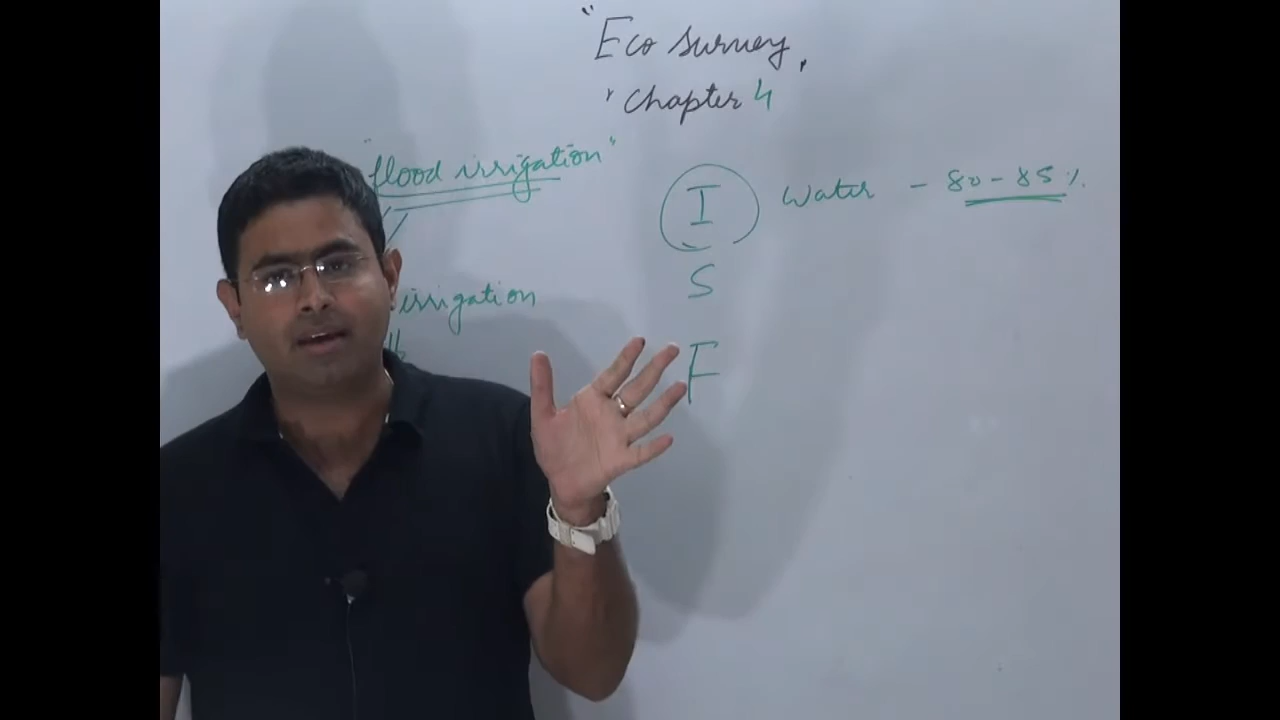 "Eco survey,
' Chapter 4
"flood irrigation"
I Water - 80 - 85 %.
S
irrigation
F